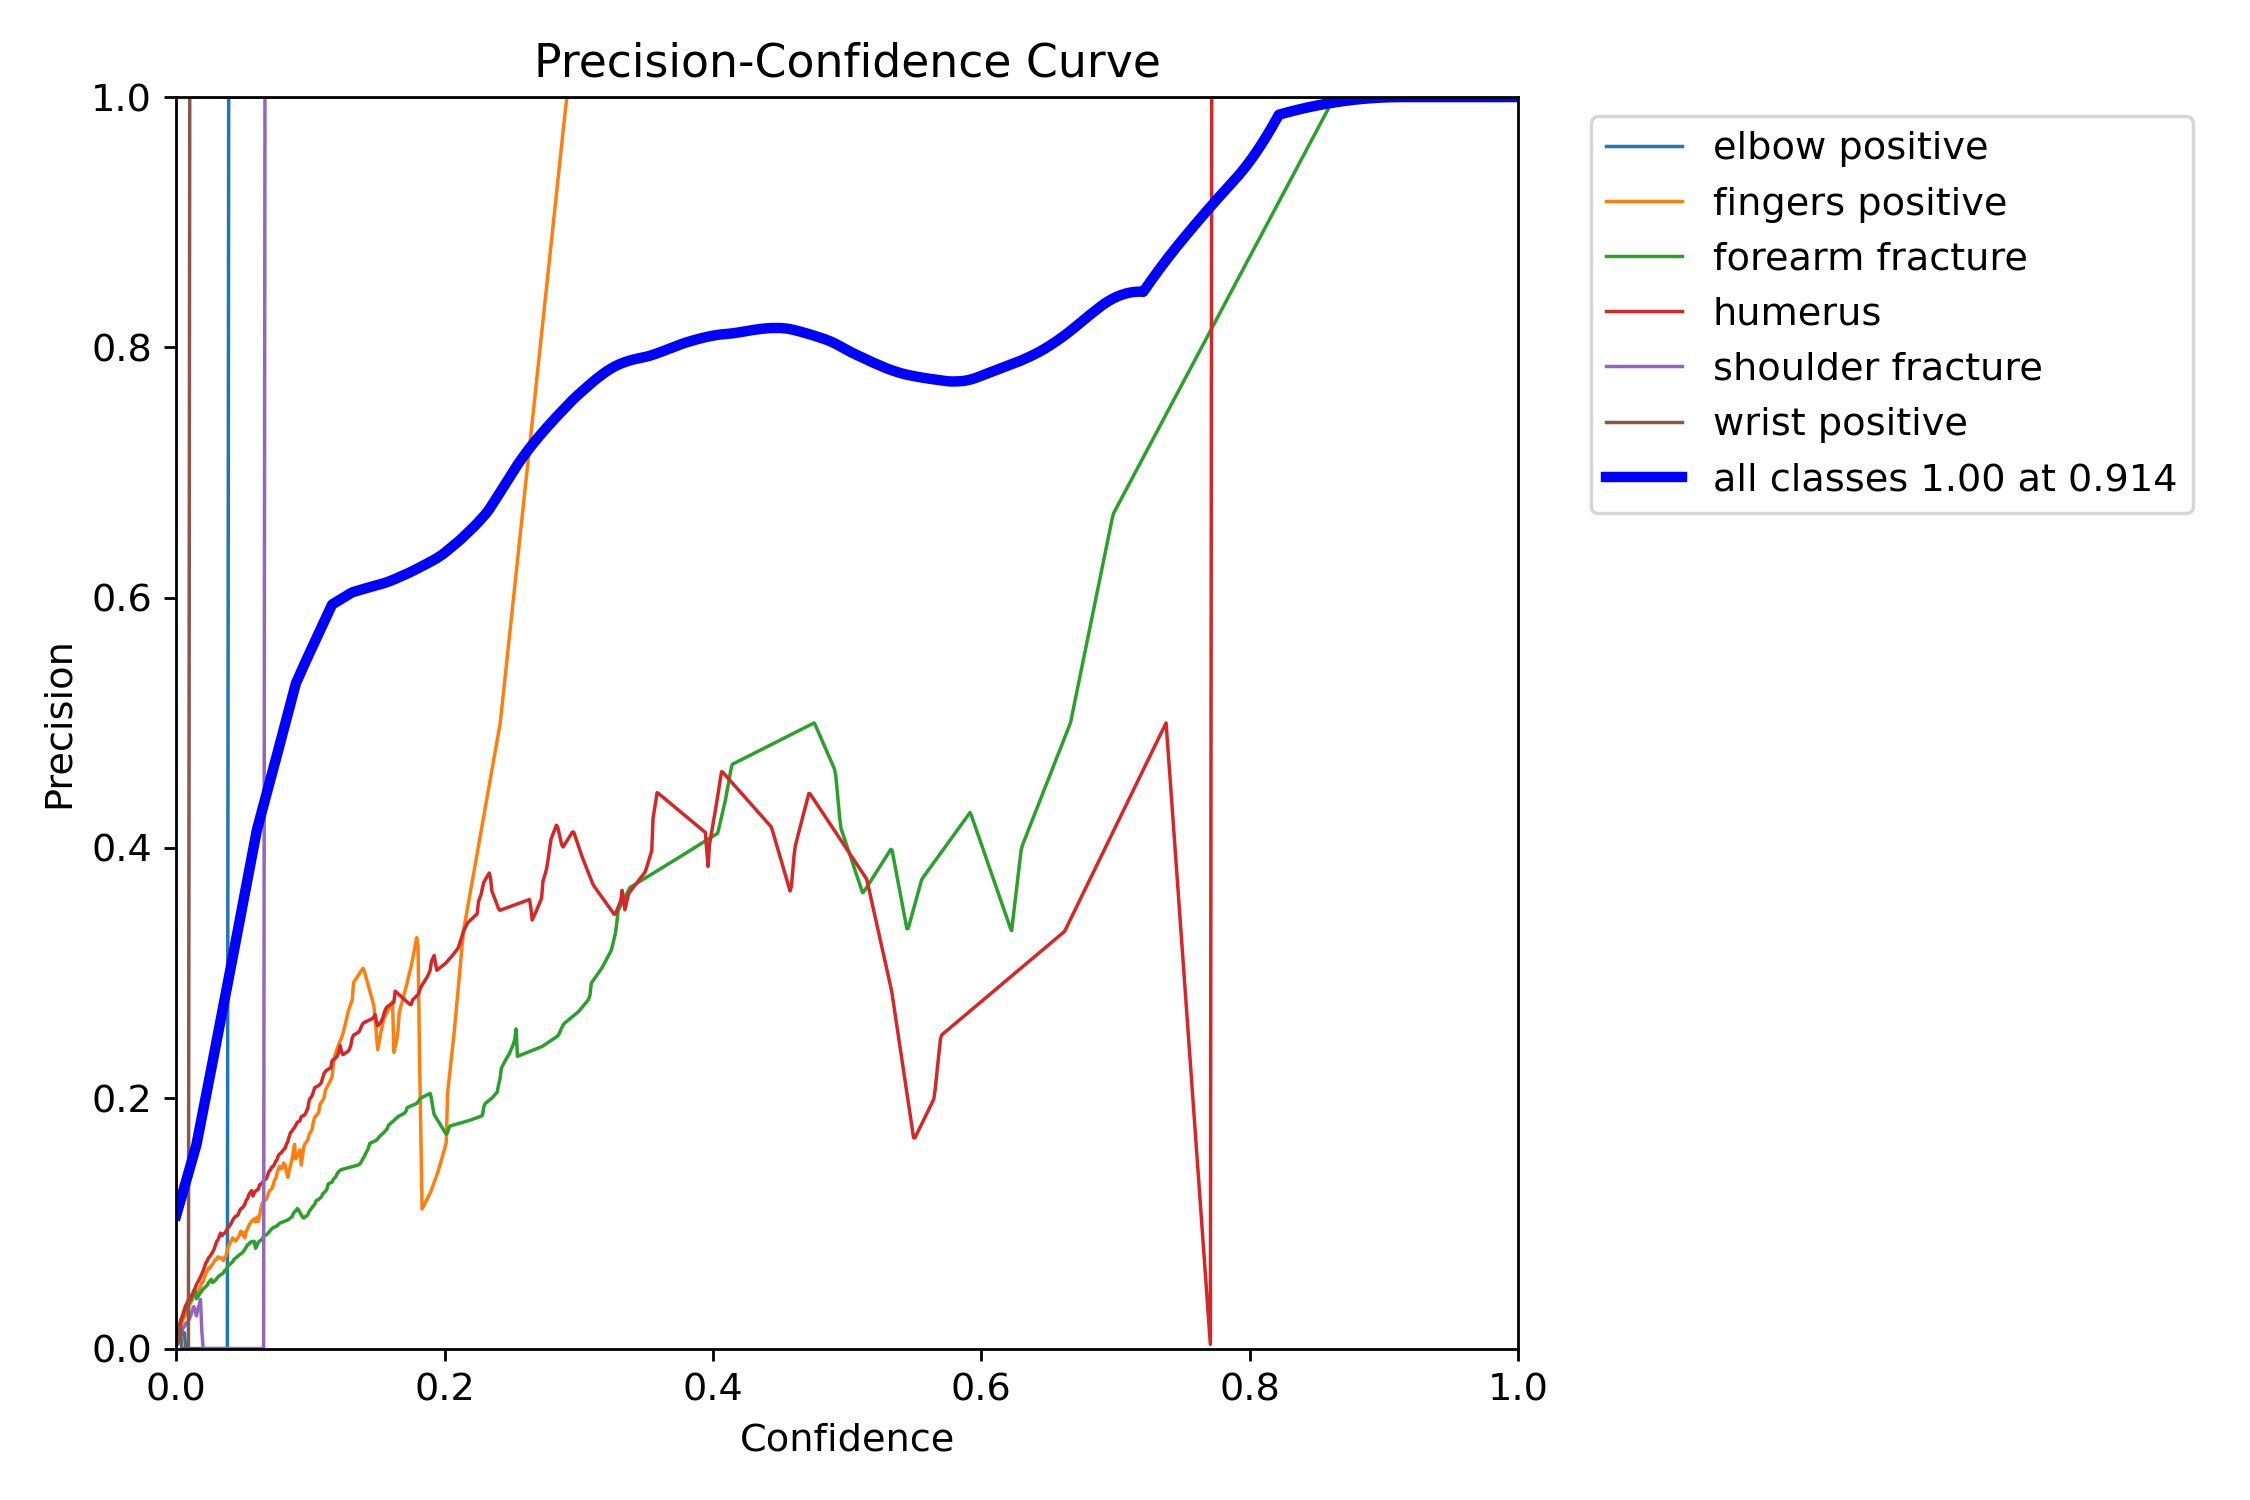 Precision-Confidence Curve
1.0
0.8
0.6
0.4
0.2
0.0
Precision
0.0 0.2 0.4 0.6 0.8 1.0
Confidence
elbow positive
fingers positive
forearm fracture
humerus
shoulder fracture
wrist positive
all classes 1.00 at 0.914